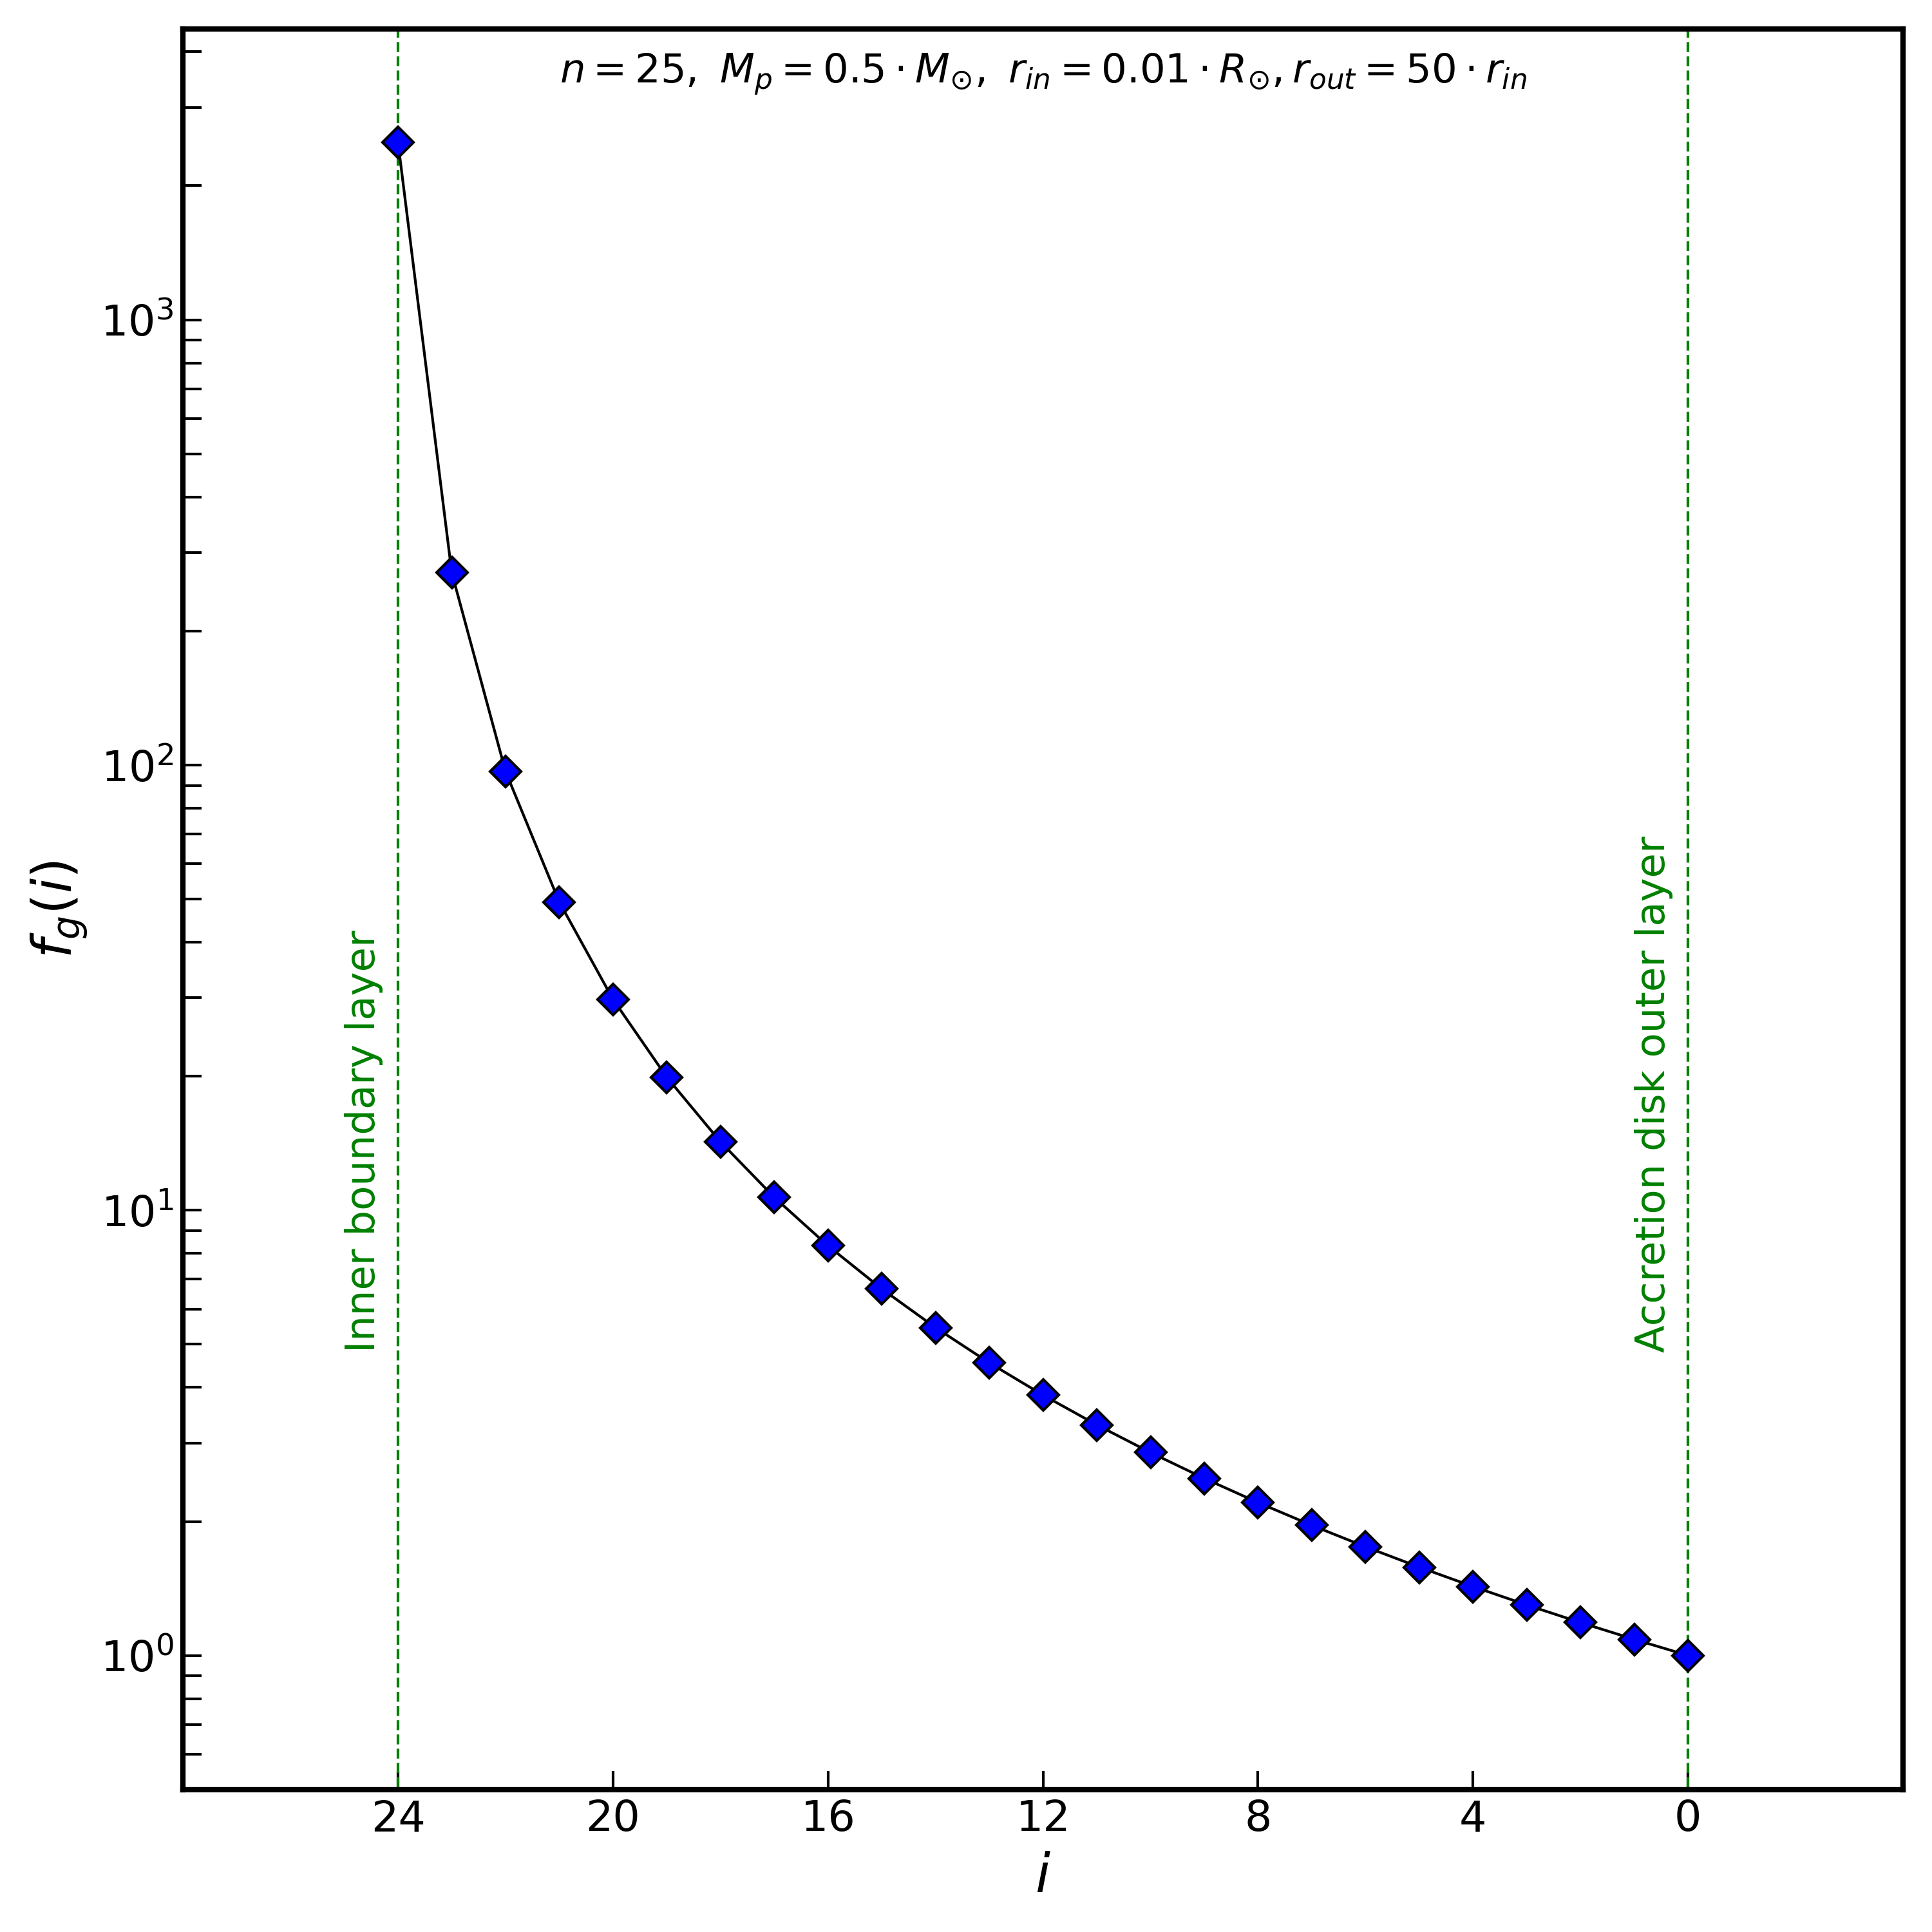 n = 25, M_p = 0.5 · M_⊙, r_in = 0.01 · R_⊙, r_out = 50 · r_in
10^3
10^2
10^1
10^0
f_g(i)
Inner boundary layer
Accretion disk outer layer
24 20 16 12 8 4 0
i